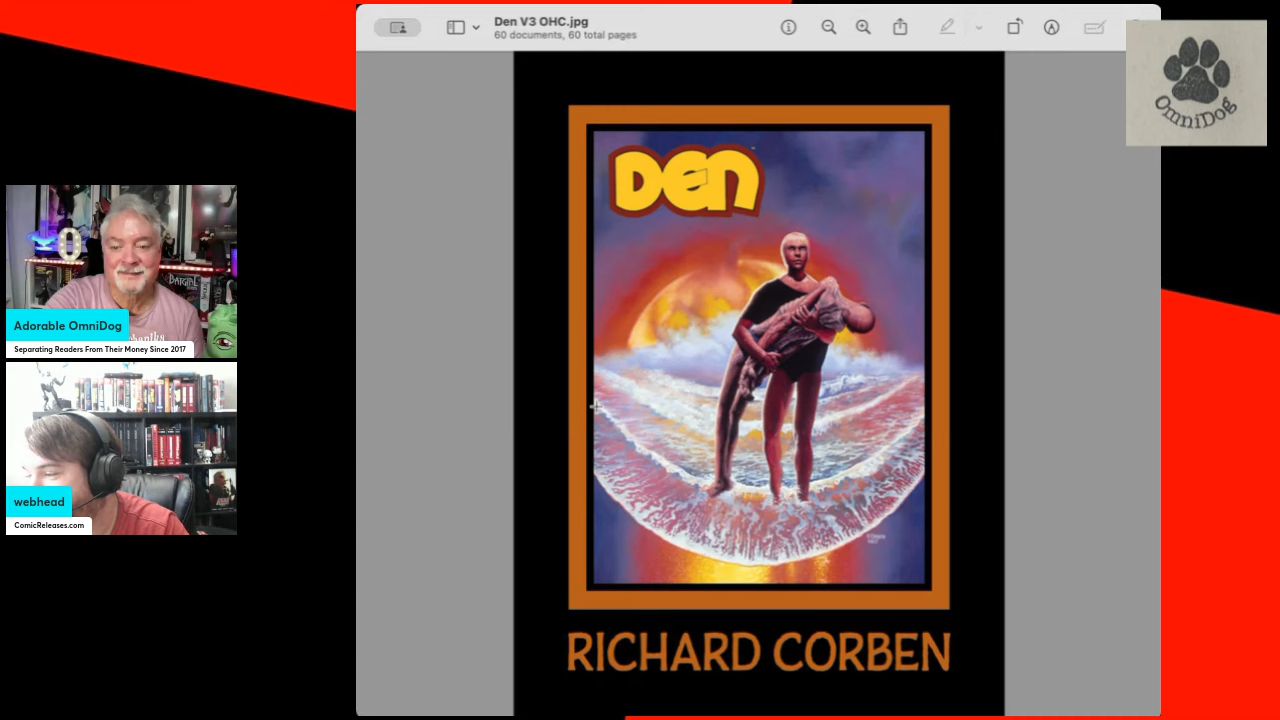 Den V3 OHC.jpg
60 documents, 60 total pages
OmniDog
DEN
RICHARD CORBEN
BATGIRL
Adorable OmniDog
Separating Readers From Their Money Since 2017
webhead
ComicReleases.com